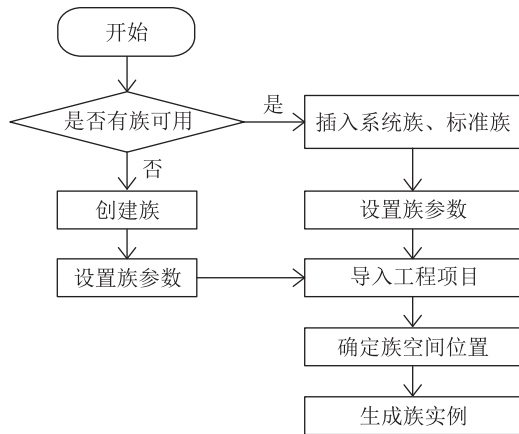 开始
是否有族可用
是
插入系统族、标准族
否
创建族
设置族参数
设置族参数
导入工程项目
确定族空间位置
生成族实例